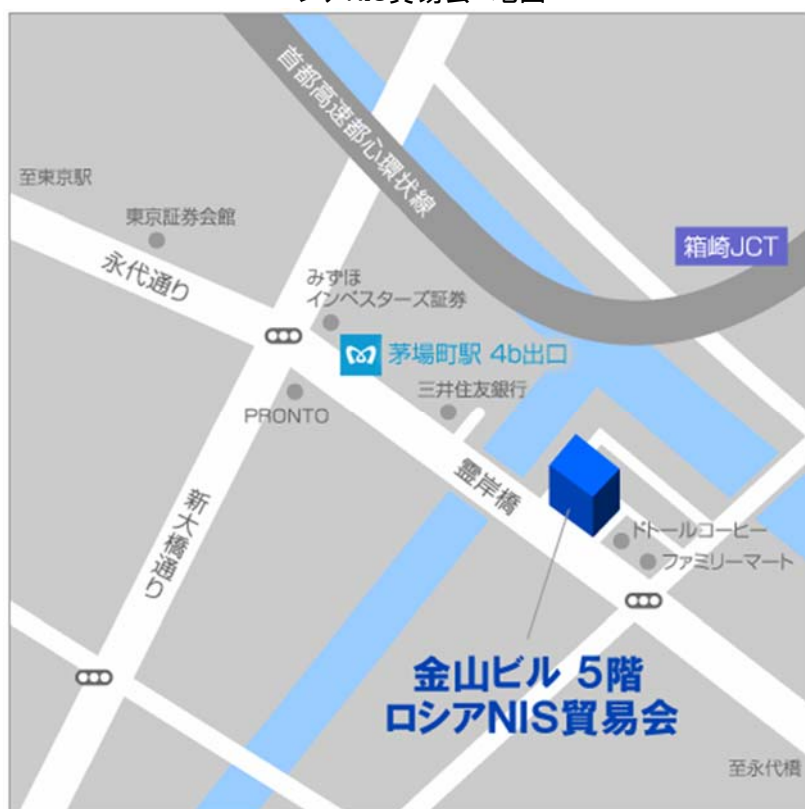 首都高速都心環状線
至東京駅
東京証券会館
永代通り
箱崎JCT
みずほ
インベスターズ証券
茅場町駅 4b出口
三井住友銀行
PRONTO
霊岸橋
新大橋通り
ドトールコーヒー
ファミリーマート
金山ビル 5階
ロシアNIS貿易会
至永代橋